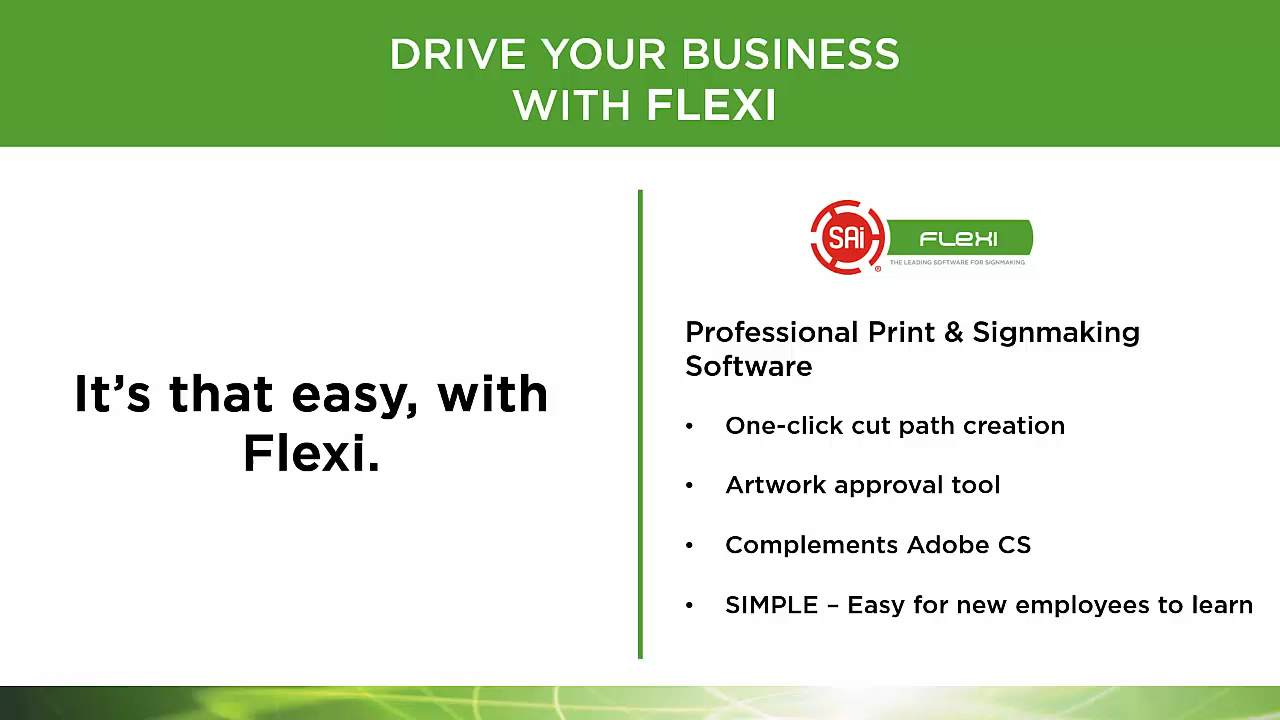 DRIVE YOUR BUSINESS
WITH FLEXI
It's that easy, with
Flexi.
SAi
FLEXI
®
THE LEADING SOFTWARE FOR SIGNMAKING
Professional Print & Signmaking
Software
• One-click cut path creation
• Artwork approval tool
• Complements Adobe CS
• SIMPLE – Easy for new employees to learn